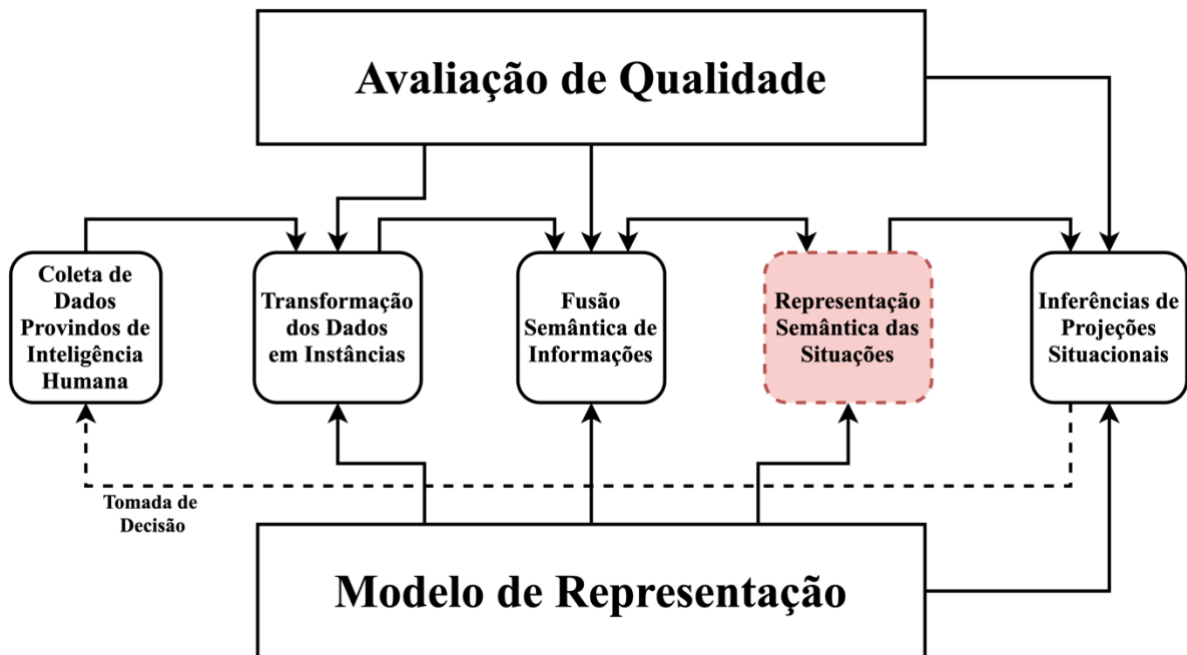 Avaliação de Qualidade
Coleta de
Dados
Provindos de
Inteligência
Humana
Transformação
dos Dados
em Instâncias
Fusão
Semântica de
Informações
Representação
Semântica das
Situações
Inferências de
Projeções
Situacionais
Tomada de
Decisão
Modelo de Representação